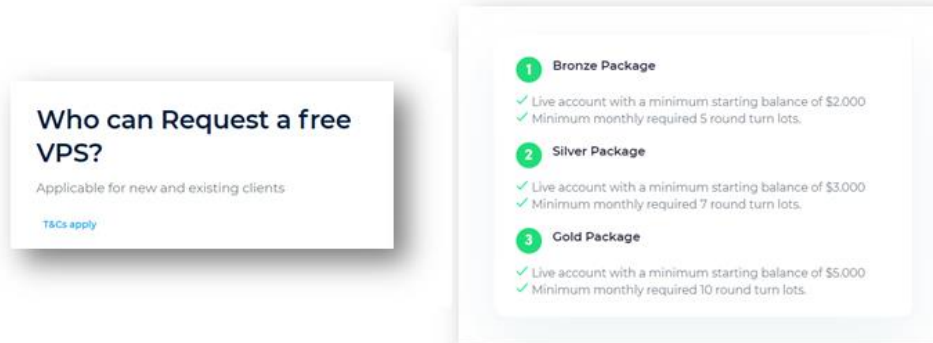 Who can Request a free
VPS?
Applicable for new and existing clients
T&Cs apply
1 Bronze Package
Live account with a minimum starting balance of $2.000
Minimum monthly required 5 round turn lots.
2 Silver Package
Live account with a minimum starting balance of $3.000
Minimum monthly required 7 round turn lots.
3 Gold Package
Live account with a minimum starting balance of $5.000
Minimum monthly required 10 round turn lots.